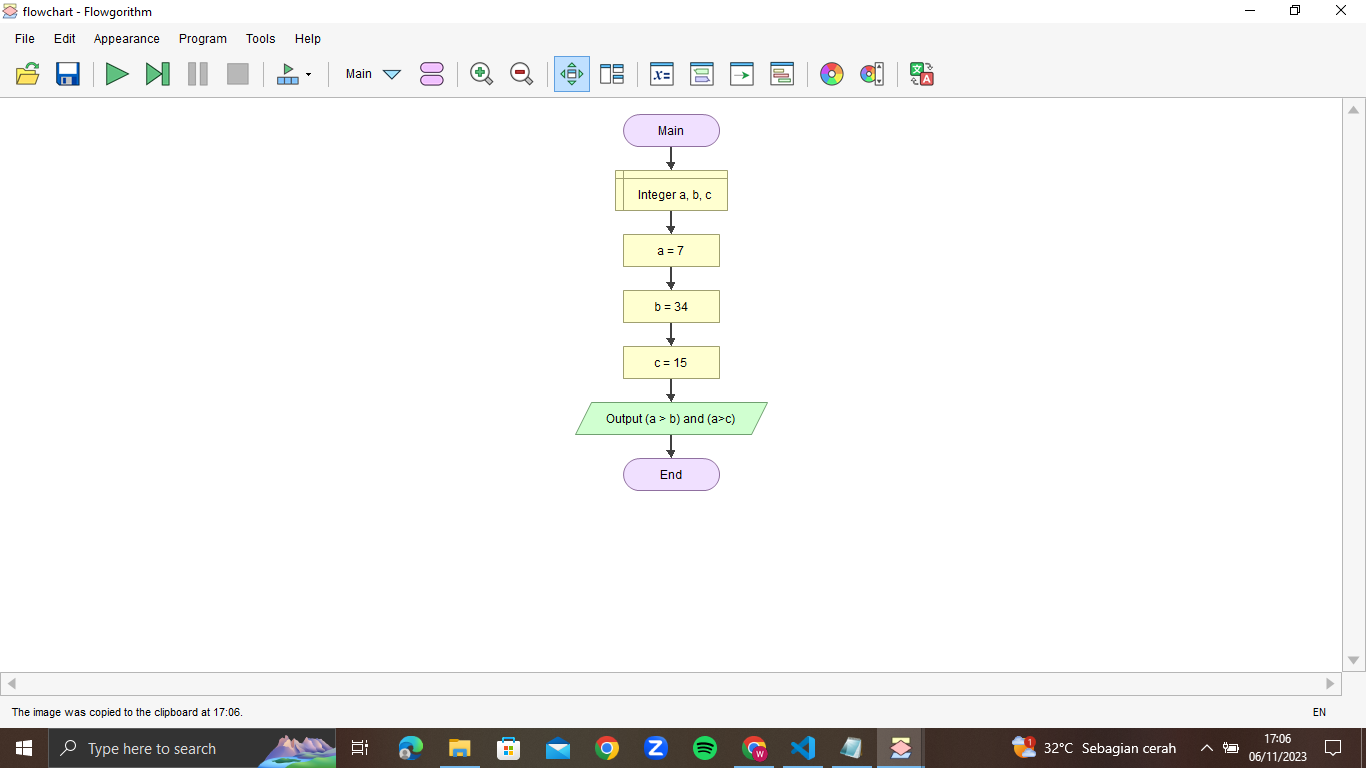 flowchart - Flowgorithm
File Edit Appearance Program Tools Help
Main
x=
A
Main
Integer a, b, c
a = 7
b = 34
c = 15
Output (a > b) and (a>c)
End
The image was copied to the clipboard at 17:06.
EN
Type here to search
Z
W
1
32°C Sebagian cerah
17:06
06/11/2023